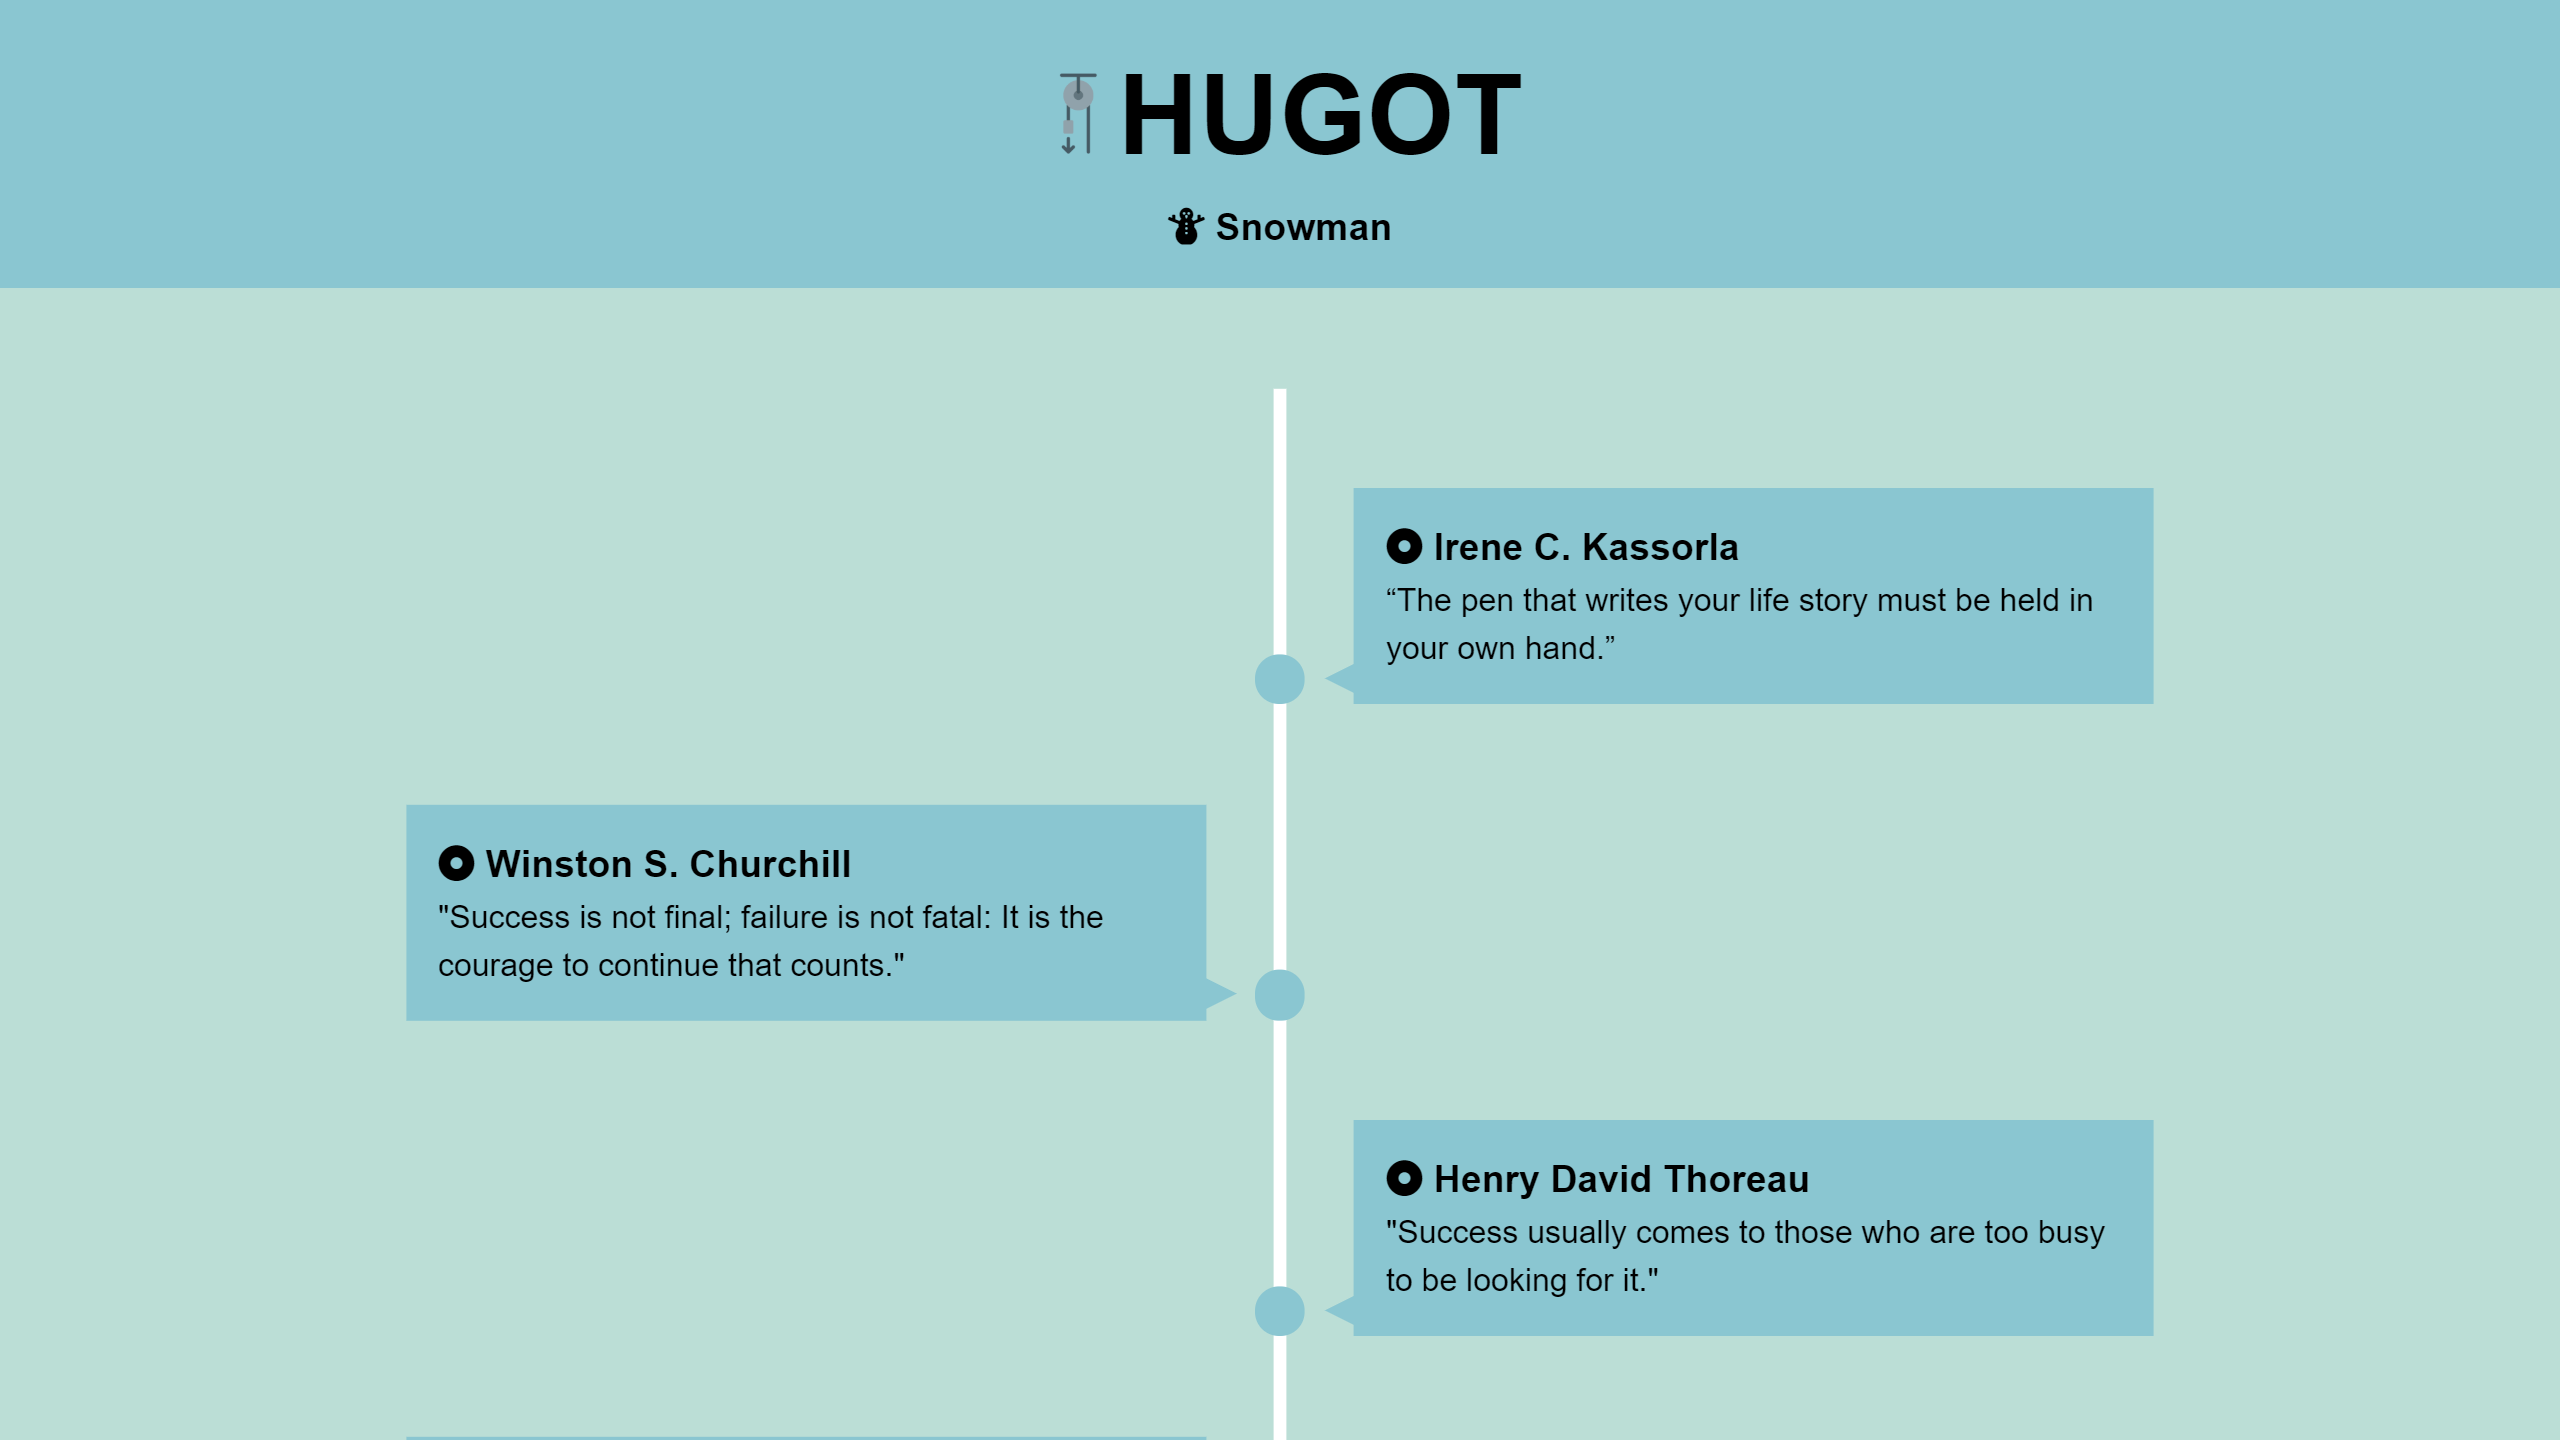 HUGOT
Snowman
Irene C. Kassorla
“The pen that writes your life story must be held in
your own hand.”
Winston S. Churchill
"Success is not final; failure is not fatal: It is the
courage to continue that counts."
Henry David Thoreau
"Success usually comes to those who are too busy
to be looking for it."